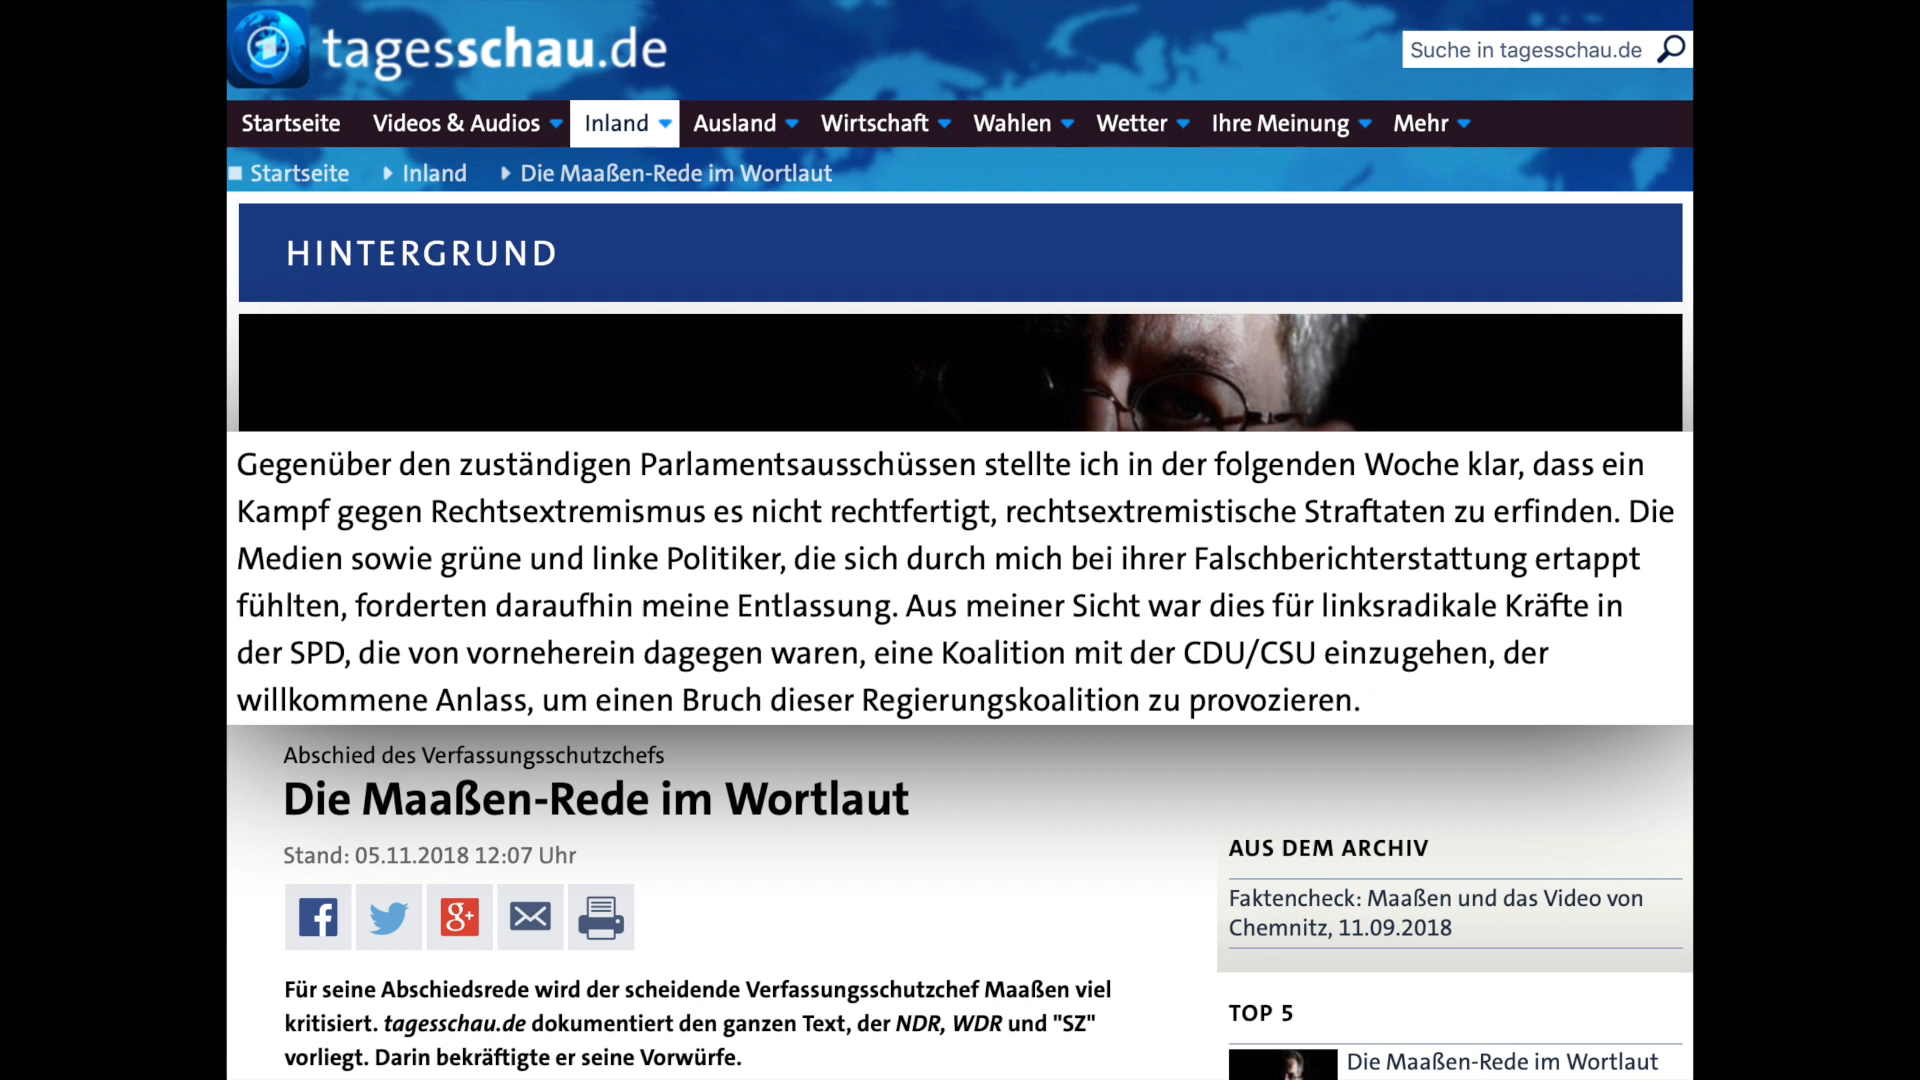 1 tagesschau.de
Suche in tagesschau.de
Startseite Videos & Audios Inland Ausland Wirtschaft Wahlen Wetter Ihre Meinung Mehr
Startseite Inland Die Maaßen-Rede im Wortlaut
HINTERGRUND
Gegenüber den zuständigen Parlamentsausschüssen stellte ich in der folgenden Woche klar, dass ein
Kampf gegen Rechtsextremismus es nicht rechtfertigt, rechtsextremistische Straftaten zu erfinden. Die
Medien sowie grüne und linke Politiker, die sich durch mich bei ihrer Falschberichterstattung ertappt
fühlten, forderten daraufhin meine Entlassung. Aus meiner Sicht war dies für linksradikale Kräfte in
der SPD, die von vorneherein dagegen waren, eine Koalition mit der CDU/CSU einzugehen, der
willkommene Anlass, um einen Bruch dieser Regierungskoalition zu provozieren.
Abschied des Verfassungsschutzchefs
Die Maaßen-Rede im Wortlaut
Stand: 05.11.2018 12:07 Uhr
f g+
Für seine Abschiedsrede wird der scheidende Verfassungsschutzchef Maaßen viel
kritisiert. tagesschau.de dokumentiert den ganzen Text, der NDR, WDR und "SZ"
vorliegt. Darin bekräftigte er seine Vorwürfe.
AUS DEM ARCHIV
Faktencheck: Maaßen und das Video von
Chemnitz, 11.09.2018
TOP 5
Die Maaßen-Rede im Wortlaut